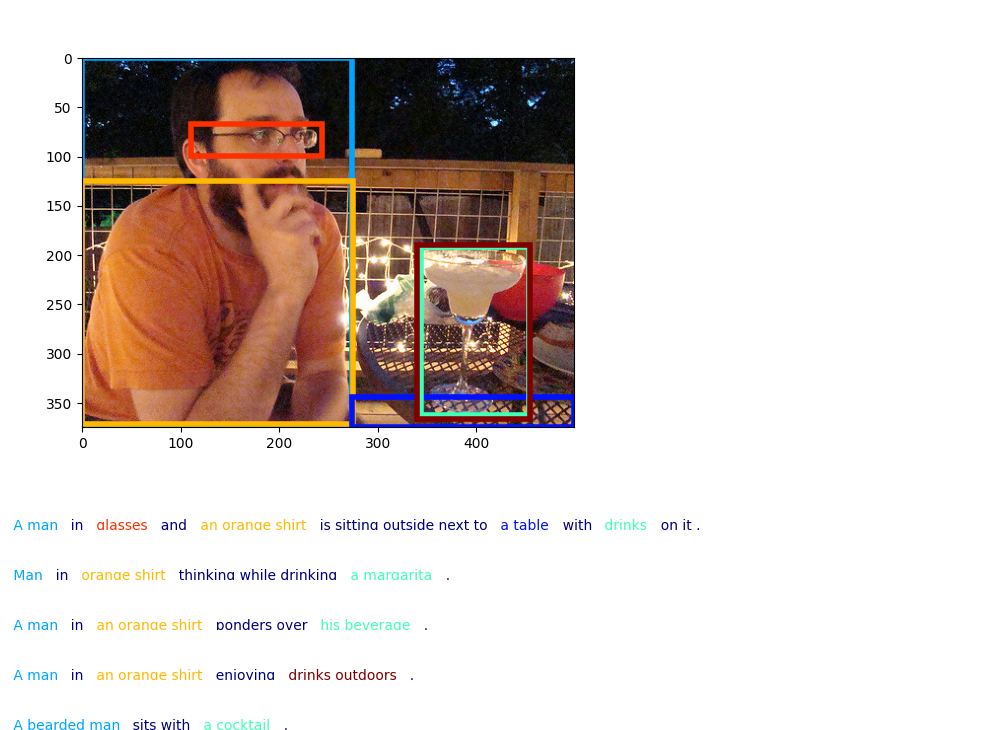 0
50
100
150
200
250
300
350
0 100 200 300 400
A man in glasses and an orange shirt is sitting outside next to a table with drinks on it .
Man in orange shirt thinking while drinking a margarita .
A man in an orange shirt ponders over his beverage .
A man in an orange shirt enjoying drinks outdoors .
A bearded man sits with a cocktail .